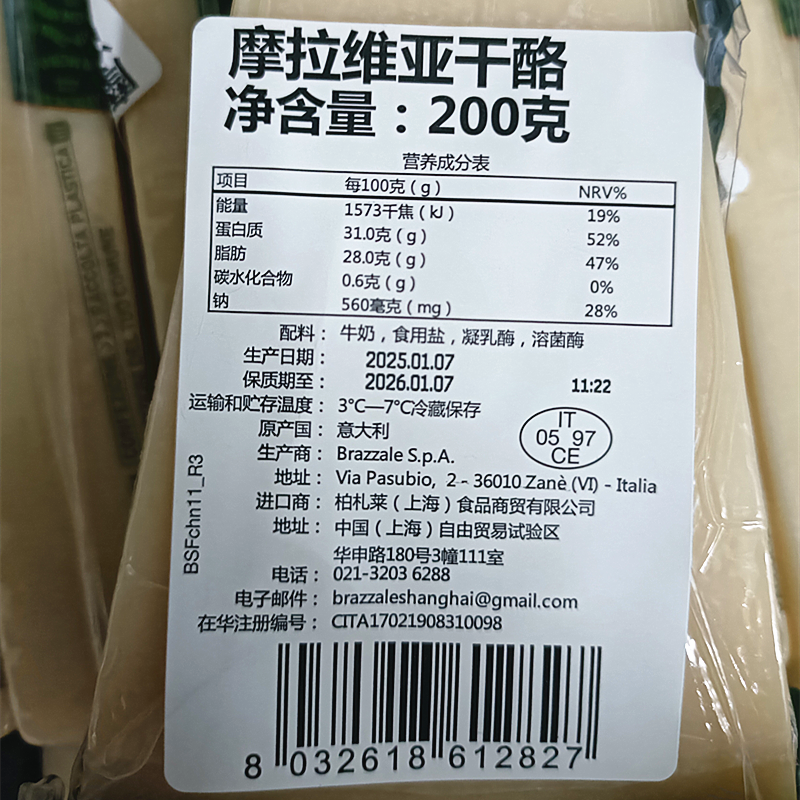 摩拉维亚干酪
净含量：200克
营养成分表
项目 每100克（g） NRV%
能量 1573千焦（kJ） 19%
蛋白质 31.0克（g） 52%
脂肪 28.0克（g） 47%
碳水化合物 0.6克（g） 0%
钠 560毫克（mg） 28%
配料：牛奶，食用盐，凝乳酶，溶菌酶
生产日期：2025.01.07
保质期至：2026.01.07 11:22
运输和贮存温度：3℃—7℃冷藏保存
原产国：意大利
IT
05 97
CE
生产商：Brazzale S.p.A.
地址：Via Pasubio, 2 - 36010 Zanè (VI) - Italia
进口商：柏札莱（上海）食品商贸有限公司
地址：中国（上海）自由贸易试验区
华申路180号3幢111室
电话：021-3203 6288
电子邮件：brazzaleshanghai@gmail.com
在华注册编号：CITA17021908310098
BSFchn11_R3
8 032618 612827
RACCOLTA PLASTICA